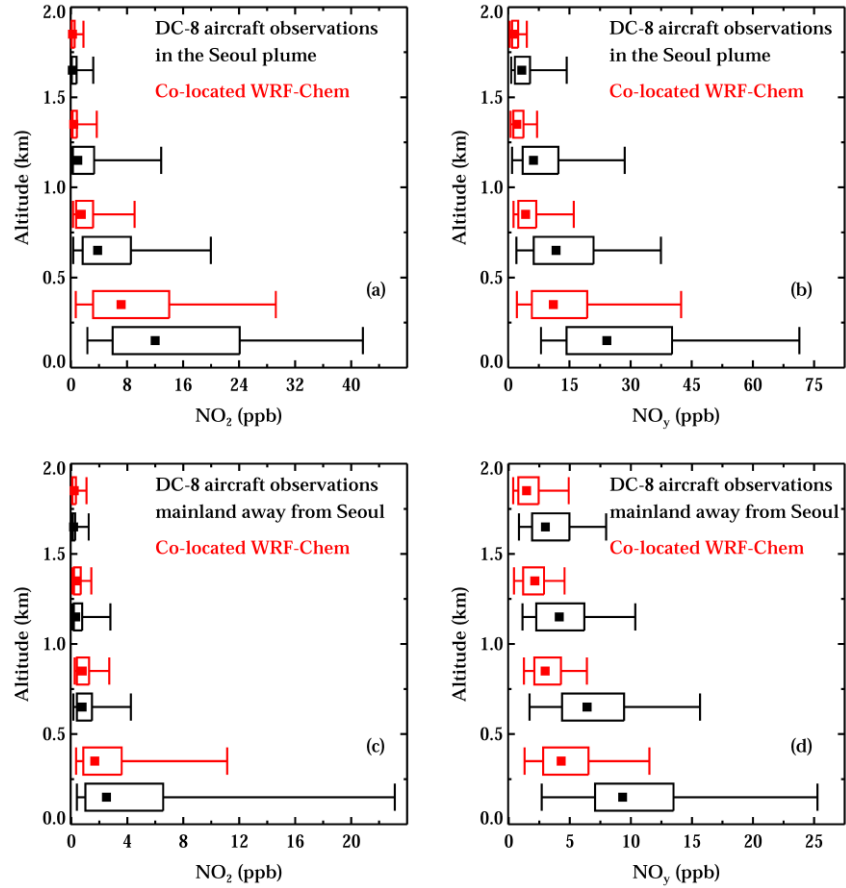 2.0
DC-8 aircraft observations
in the Seoul plume
1.5
Co-located WRF-Chem
Altitude (km)
1.0
0.5
(a)
0.0
0 8 16 24 32 40
NO₂ (ppb)
2.0
DC-8 aircraft observations
in the Seoul plume
1.5
Co-located WRF-Chem
Altitude (km)
1.0
0.5
(b)
0.0
0 15 30 45 60 75
NOy (ppb)
2.0
DC-8 aircraft observations
mainland away from Seoul
Co-located WRF-Chem
1.5
Altitude (km)
1.0
0.5
(c)
0.0
0 4 8 12 16 20
NO₂ (ppb)
2.0
DC-8 aircraft observations
mainland away from Seoul
Co-located WRF-Chem
1.5
Altitude (km)
1.0
0.5
(d)
0.0
0 5 10 15 20 25
NOy (ppb)